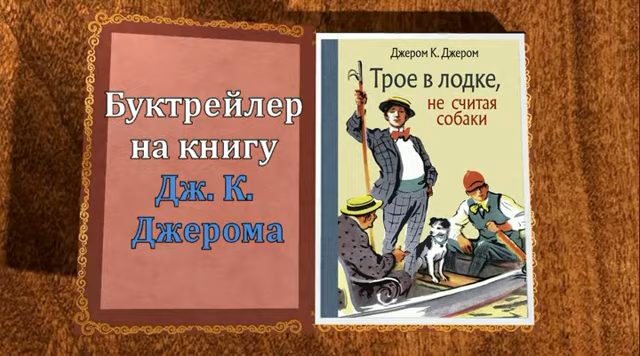 Буктрейлер
на книгу
Дж. К.
Джерома
Джером К. Джером
Трое в лодке,
не считая
собаки